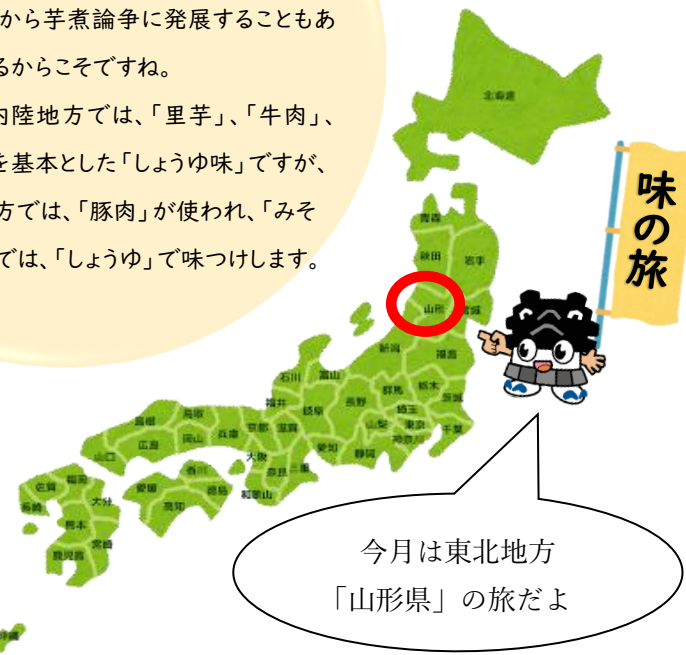 から芋煮論争に発展することもあ
るからこそですね。
内陸地方では、「里芋」、「牛肉」、
を基本とした「しょうゆ味」ですが、
方では、「豚肉」が使われ、「みそ
では、「しょうゆ」で味つけします。
味の旅
北海道
青森
秋田
岩手
山形
宮城
新潟
福島
石川
富山
群馬
栃木
茨城
福井
岐阜
長野
埼玉
山梨
東京
千葉
神奈川
島根
鳥取
岡山
兵庫
京都
滋賀
愛知
静岡
広島
山口
大阪
奈良
三重
和歌山
香川
徳島
愛媛
高知
佐賀
福岡
長崎
大分
熊本
宮崎
鹿児島
沖縄
今月は東北地方
「山形県」の旅だよ